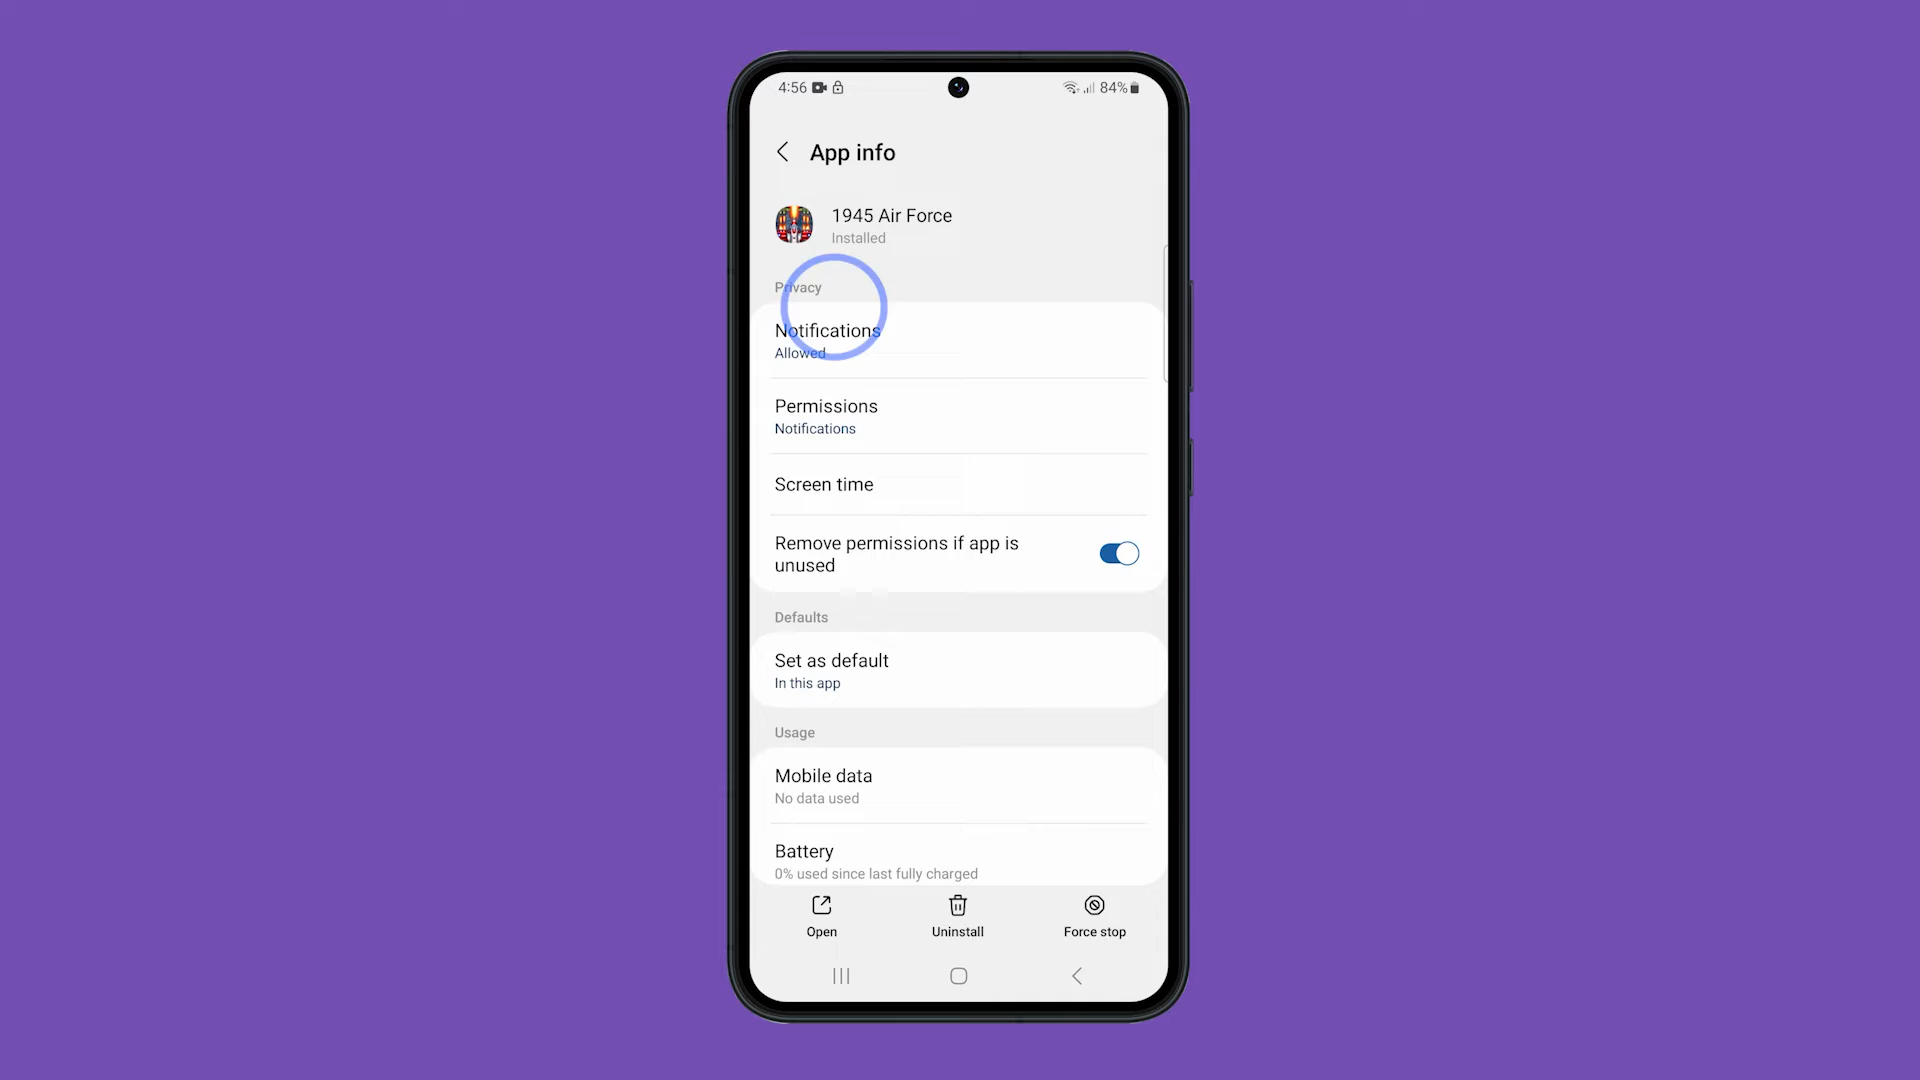 4:56
84%
App info
1945 Air Force
Installed
Privacy
Notifications
Allowed
Permissions
Notifications
Screen time
Remove permissions if app is
unused
Defaults
Set as default
In this app
Usage
Mobile data
No data used
Battery
0% used since last fully charged
Open
Uninstall
Force stop